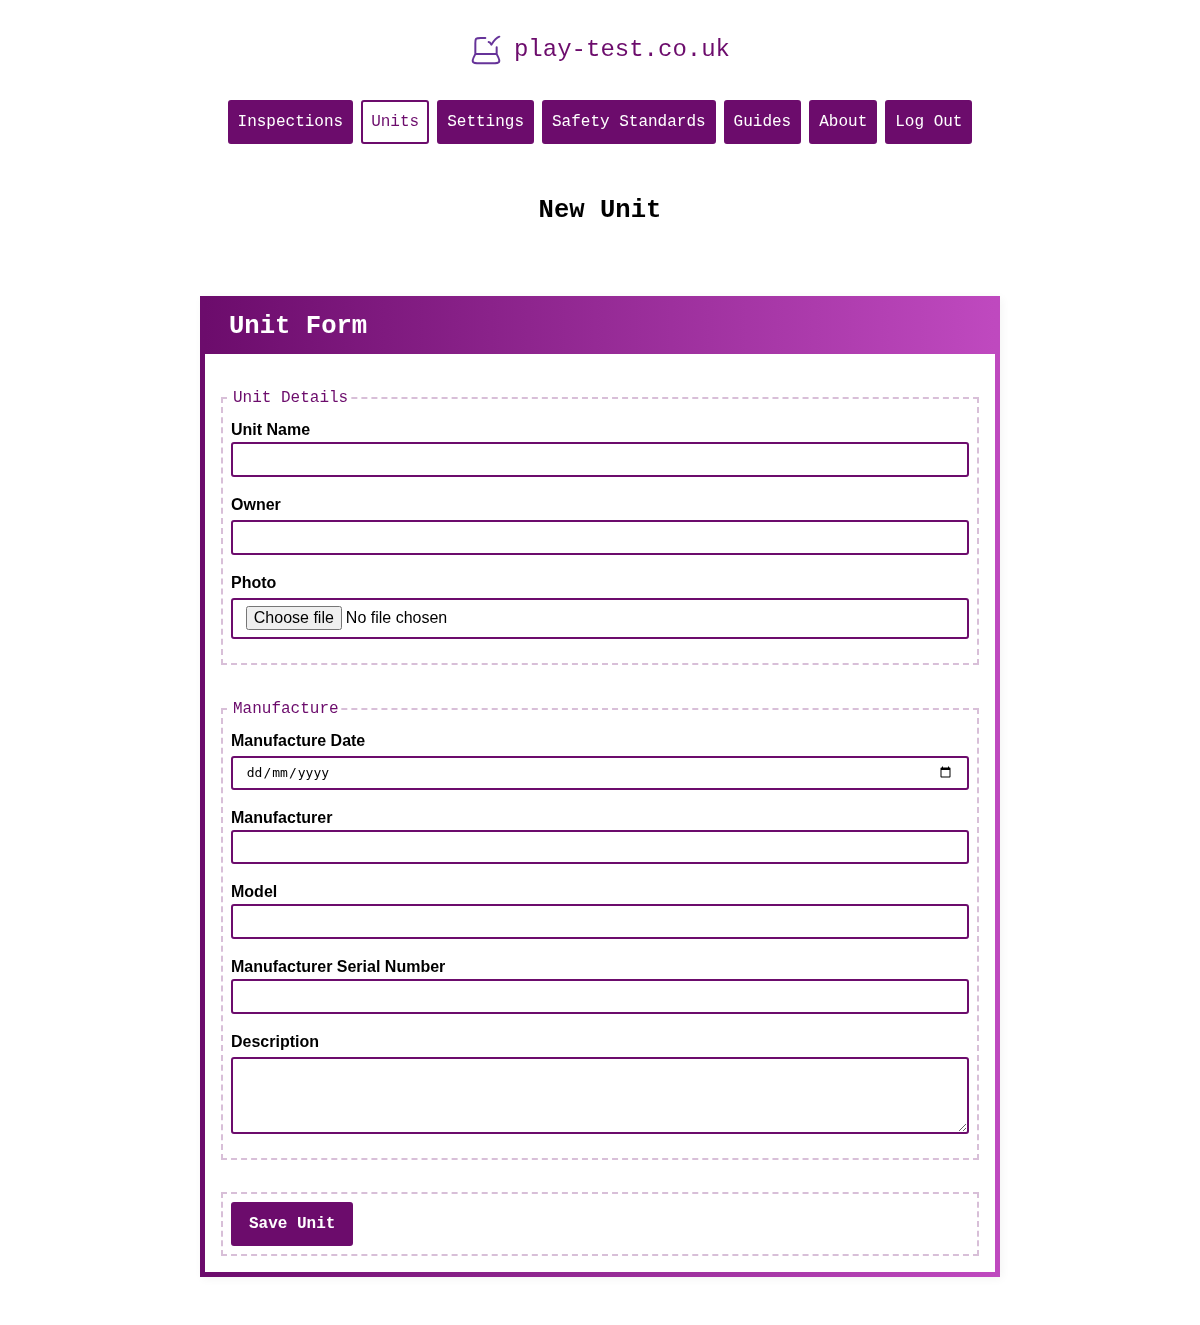 play-test.co.uk
Inspections Units Settings Safety Standards Guides About Log Out
New Unit
Unit Form
Unit Details
Unit Name
Owner
Photo
Choose file No file chosen
Manufacture
Manufacture Date
dd/mm/yyyy
Manufacturer
Model
Manufacturer Serial Number
Description
Save Unit